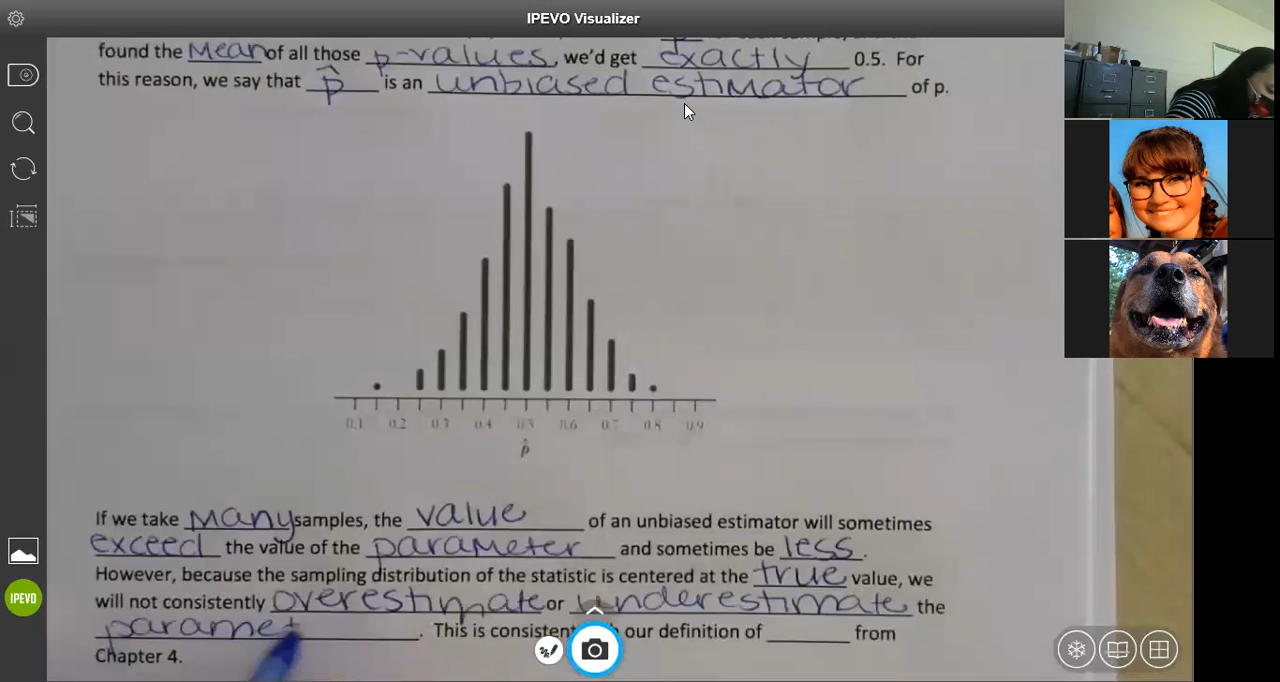 IPEVO Visualizer
found the Mean of all those p-values, we'd get exactly 0.5. For
this reason, we say that p̂ is an unbiased estimator of p.
0.1 0.2 0.3 0.4 0.5 0.6 0.7 0.8 0.9
p̂
If we take Many samples, the value of an unbiased estimator will sometimes
exceed the value of the parameter and sometimes be less.
However, because the sampling distribution of the statistic is centered at the true value, we
will not consistently overestimate or underestimate the
paramet. This is consistent our definition of ______ from
Chapter 4.
IPEVO